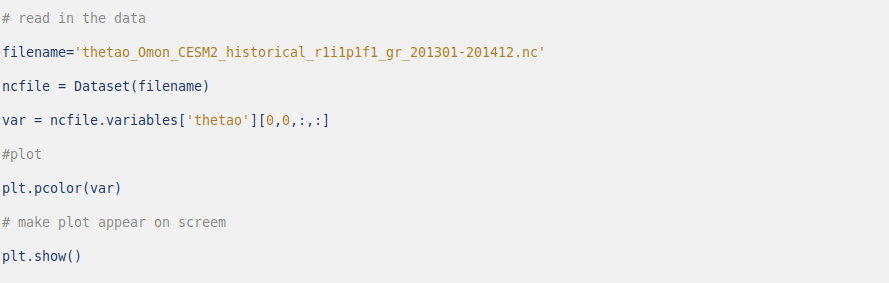 # read in the data
filename='thetao_Omon_CESM2_historical_r1i1p1f1_gr_201301-201412.nc'
ncfile = Dataset(filename)
var = ncfile.variables['thetao'][0,0,:,:]
#plot
plt.pcolor(var)
# make plot appear on screem
plt.show()